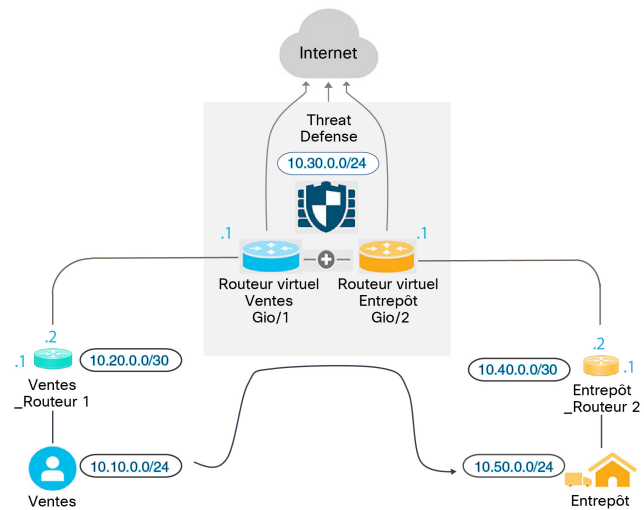 Internet
Threat
Defense
10.30.0.0/24
.1
.1
Routeur virtuel
Ventes
Gio/1
Routeur virtuel
Entrepôt
Gio/2
.2
.1
10.20.0.0/30
Ventes
_Routeur 1
.2
.1
10.40.0.0/30
Entrepôt
_Routeur 2
10.10.0.0/24
Ventes
10.50.0.0/24
Entrepôt